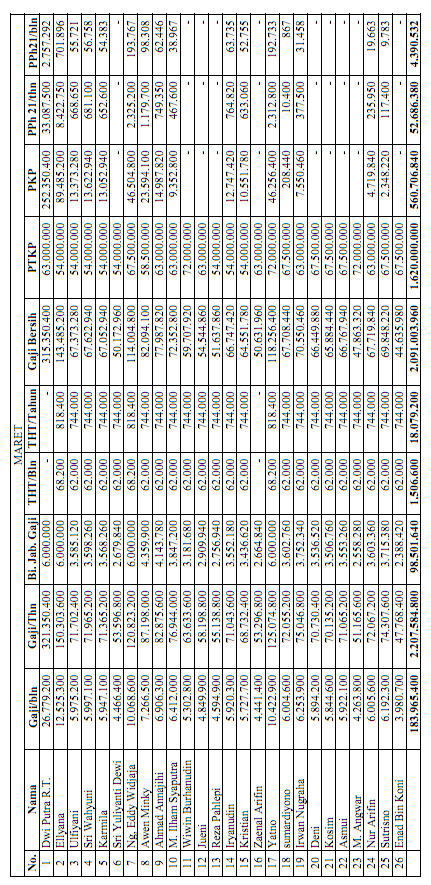 MARET
No. Nama Gaji/bln Gaji/Thn Bi. Jab. Gaji THT/Bln THT/Tahun Gaji Bersih PTKP PKP PPh 21/thn PPh21/bln
1 Dwi Putra R.T. 26.779.200 321.350.400 6.000.000 - - 315.350.400 63.000.000 252.350.400 33.087.500 2.757.292
2 Ellyana 12.525.300 150.303.600 6.000.000 68.200 818.400 143.485.200 54.000.000 89.485.200 8.422.750 701.896
3 Ulfiyani 5.975.200 71.702.400 3.585.120 62.000 744.000 67.373.280 54.000.000 13.373.280 668.650 55.721
4 Sri Wahyuni 5.997.100 71.965.200 3.598.260 62.000 744.000 67.622.940 54.000.000 13.622.940 681.100 56.758
5 Karmila 5.947.100 71.365.200 3.568.260 62.000 744.000 67.052.940 54.000.000 13.052.940 652.600 54.383
6 Sri Yuliyanti Dewi 4.466.400 53.596.800 2.679.840 62.000 744.000 50.172.960 54.000.000 - - -
7 Ng, Eddy Widjaja 10.068.600 120.823.200 6.000.000 68.200 818.400 114.004.800 67.500.000 46.504.800 2.325.200 193.767
8 Awen Minky 7.266.500 87.198.000 4.359.900 62.000 744.000 82.094.100 58.500.000 23.594.100 1.179.700 98.308
9 Ahmad Annajihi 6.906.300 82.875.600 4.143.780 62.000 744.000 77.987.820 63.000.000 14.987.820 749.350 62.446
10 M. Ilham Syaputra 6.412.000 76.944.000 3.847.200 62.000 744.000 72.352.800 63.000.000 9.352.800 467.600 38.967
11 Wiwin Burhanudin 5.302.800 63.633.600 3.181.680 62.000 744.000 59.707.920 72.000.000 - - -
12 Jueni 4.849.900 58.198.800 2.909.940 62.000 744.000 54.544.860 63.000.000 - - -
13 Reza Pahlepi 4.594.900 55.138.800 2.756.940 62.000 744.000 51.637.860 54.000.000 - - -
14 Iryanudin 5.920.300 71.043.600 3.552.180 62.000 744.000 66.747.420 54.000.000 12.747.420 764.820 63.735
15 Kristian 5.727.700 68.732.400 3.436.620 62.000 744.000 64.551.780 54.000.000 10.551.780 633.060 52.755
16 Zaenal Arifin 4.441.400 53.296.800 2.664.840 - - 50.631.960 63.000.000 - - -
17 Yatno 10.422.900 125.074.800 6.000.000 68.200 818.400 118.256.400 72.000.000 46.256.400 2.312.800 192.733
18 sumardiyono 6.004.600 72.055.200 3.602.760 62.000 744.000 67.708.440 67.500.000 208.440 10.400 867
19 Irwan Nugraha 6.253.900 75.046.800 3.752.340 62.000 744.000 70.550.460 63.000.000 7.550.460 377.500 31.458
20 Deni 5.894.200 70.730.400 3.536.520 62.000 744.000 66.449.880 67.500.000 - - -
21 Kosim 5.844.600 70.135.200 3.506.760 62.000 744.000 65.884.440 67.500.000 - - -
22 Asmui 5.922.100 71.065.200 3.553.260 62.000 744.000 66.767.940 67.500.000 - - -
23 M. Angwar 4.263.800 51.165.600 2.558.280 62.000 744.000 47.863.320 72.000.000 - - -
24 Nur Arifin 6.005.600 72.067.200 3.603.360 62.000 744.000 67.719.840 63.000.000 4.719.840 235.950 19.663
25 Sutrisno 6.192.300 74.307.600 3.715.380 62.000 744.000 69.848.220 67.500.000 2.348.220 117.400 9.783
26 Enad Bin Koni 3.980.700 47.768.400 2.388.420 62.000 744.000 44.635.980 67.500.000 - - -
183.965.400 2.207.584.800 98.501.640 1.506.600 18.079.200 2.091.003.960 1.620.000.000 560.706.840 52.686.380 4.390.532